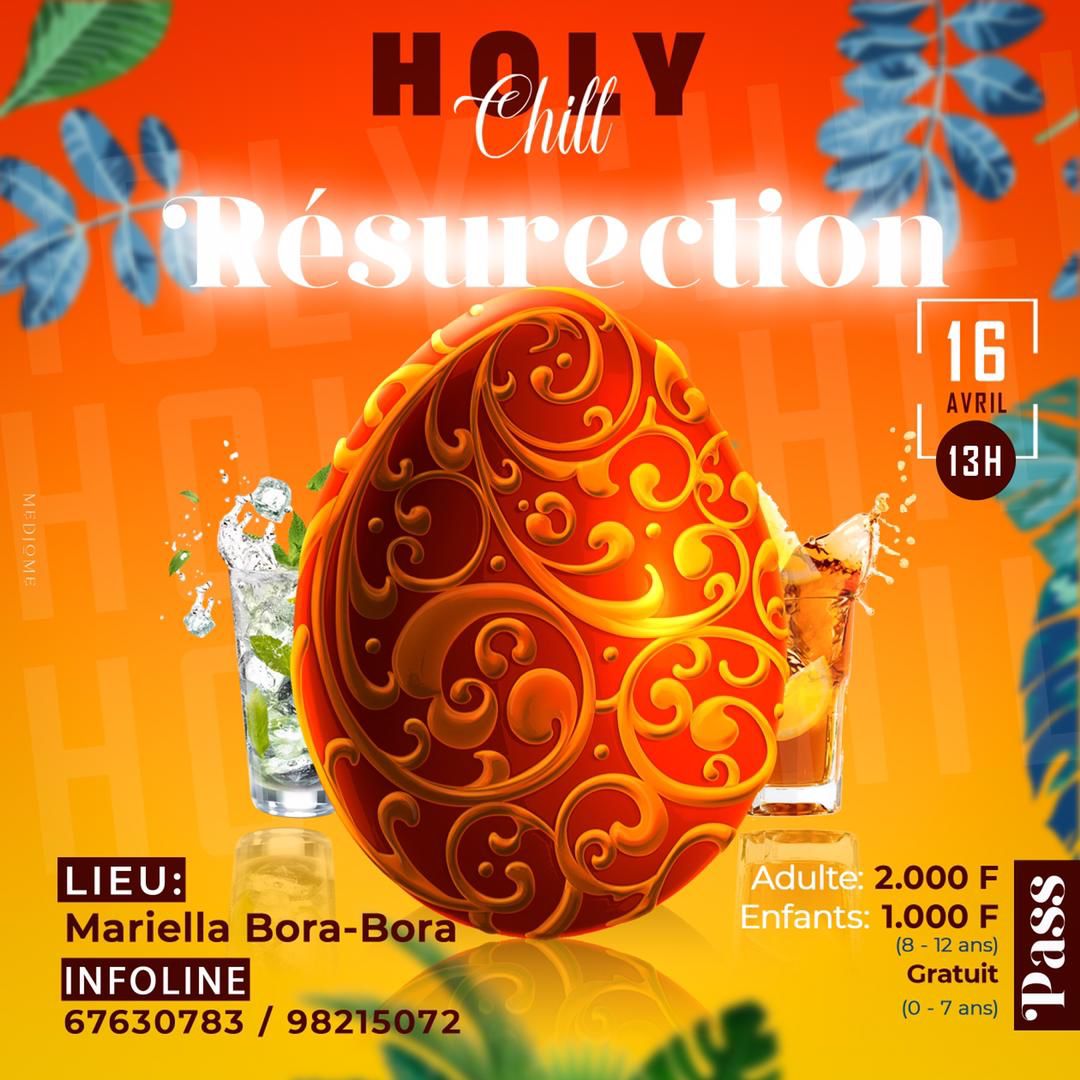 HOLY
Chill
Résurection
16
AVRIL
13H
MEDIQME
LIEU:
Mariella Bora-Bora
INFOLINE
67630783 / 98215072
Adulte: 2.000 F
Enfants: 1.000 F
(8 - 12 ans)
Gratuit
(0 - 7 ans)
Pass